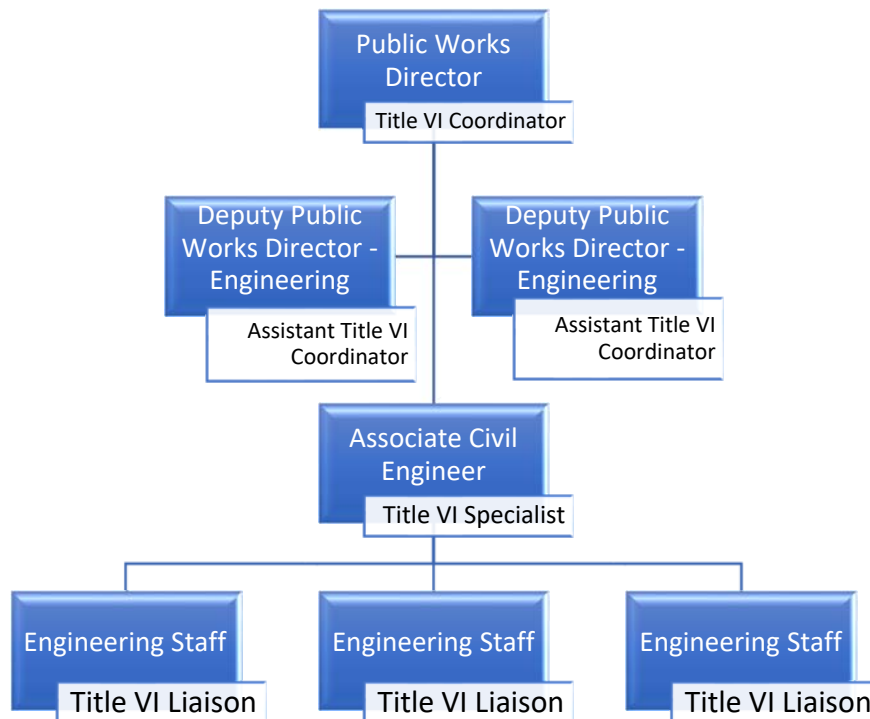 Public Works
Director
Title VI Coordinator
Deputy Public
Works Director -
Engineering
Assistant Title VI
Coordinator
Deputy Public
Works Director -
Engineering
Assistant Title VI
Coordinator
Associate Civil
Engineer
Title VI Specialist
Engineering Staff
Title VI Liaison
Engineering Staff
Title VI Liaison
Engineering Staff
Title VI Liaison